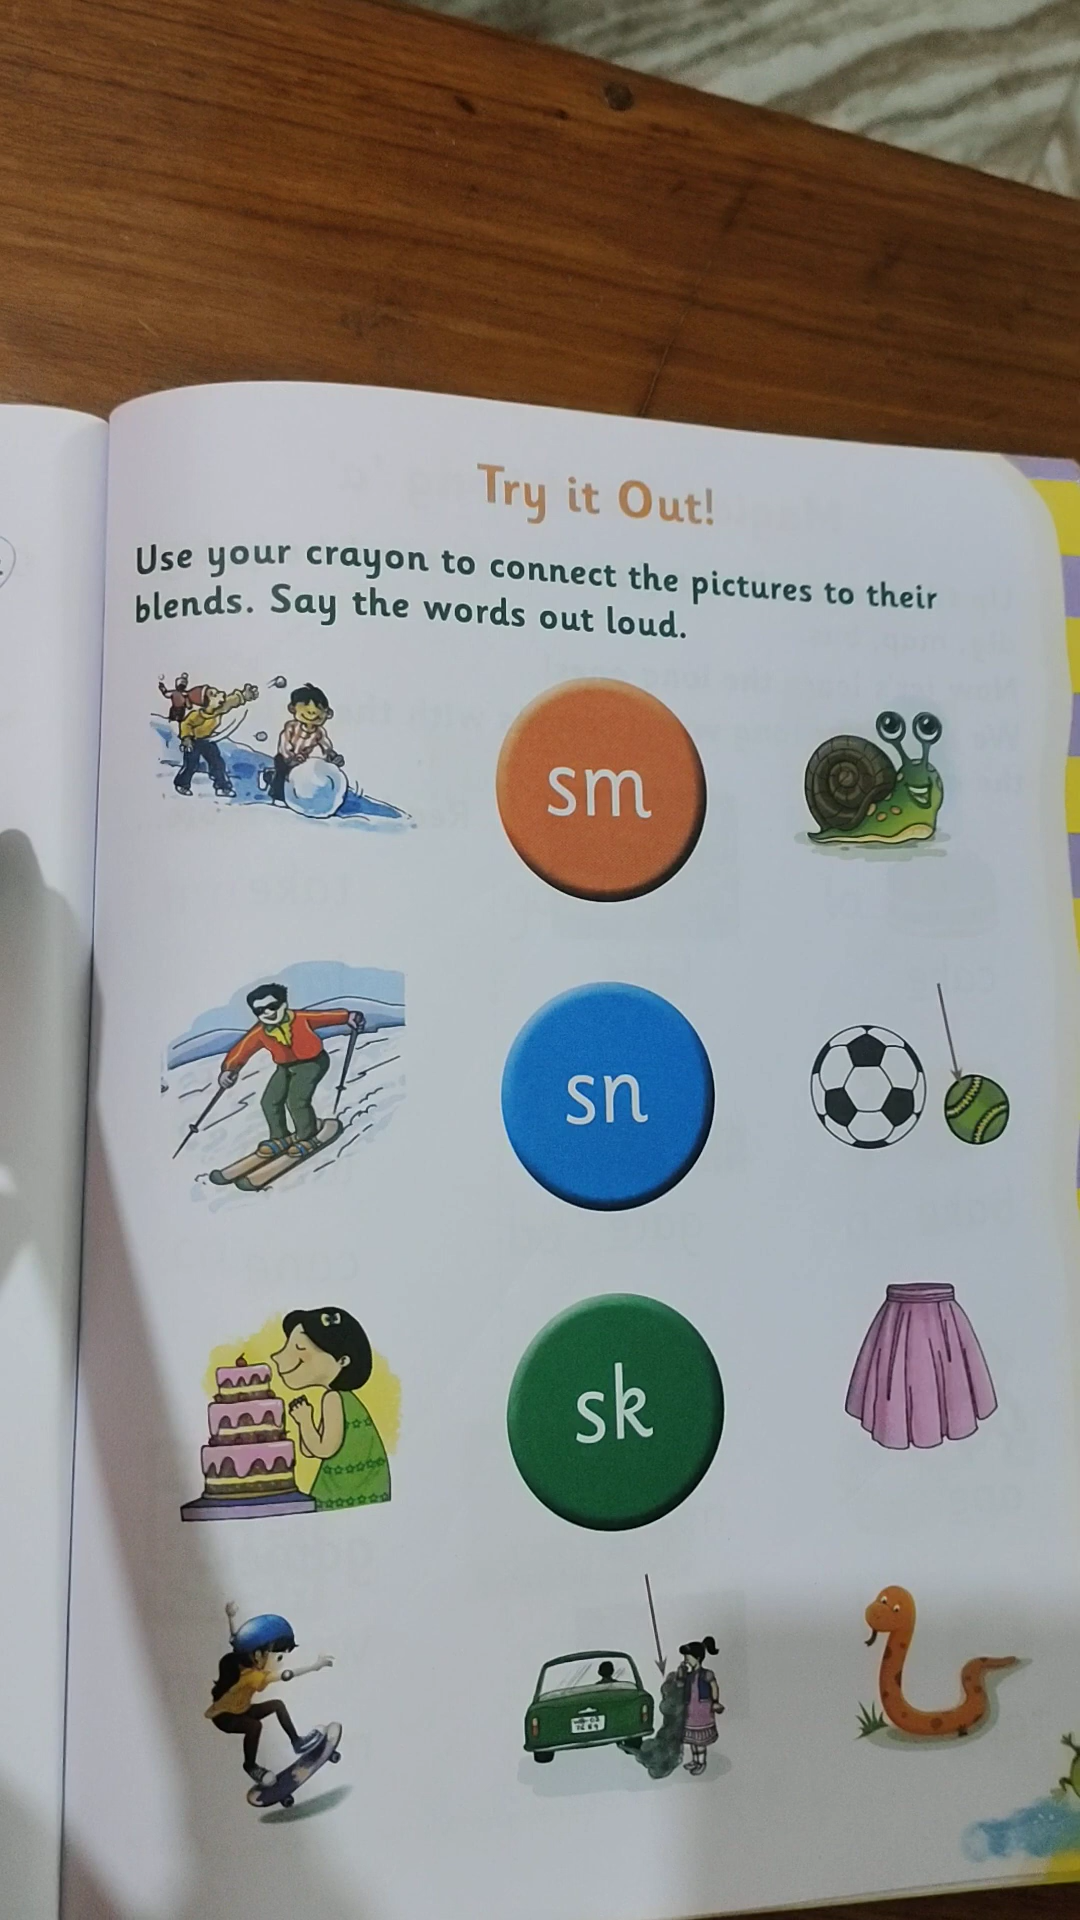 Try it Out!
Use your crayon to connect the pictures to their
blends. Say the words out loud.
sm
sn
sk